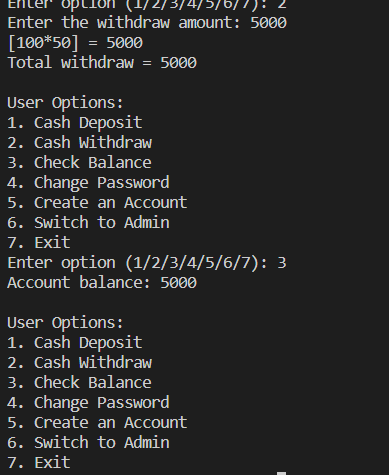 Enter option (1/2/3/4/5/6/7): 2
Enter the withdraw amount: 5000
[100*50] = 5000
Total withdraw = 5000
User Options:
1. Cash Deposit
2. Cash Withdraw
3. Check Balance
4. Change Password
5. Create an Account
6. Switch to Admin
7. Exit
Enter option (1/2/3/4/5/6/7): 3
Account balance: 5000
User Options:
1. Cash Deposit
2. Cash Withdraw
3. Check Balance
4. Change Password
5. Create an Account
6. Switch to Admin
7. Exit